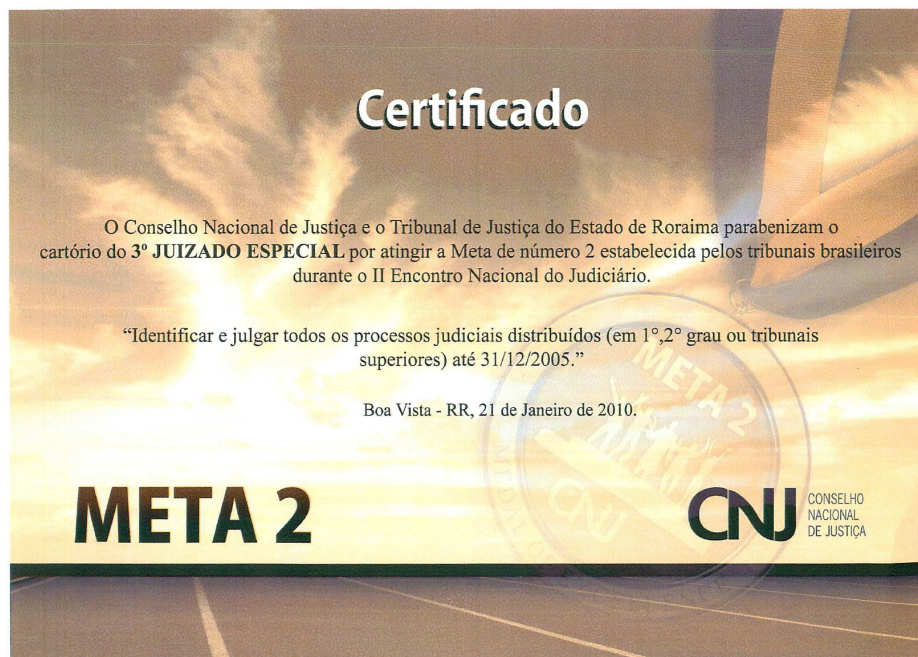 Certificado
O Conselho Nacional de Justiça e o Tribunal de Justiça do Estado de Roraima parabenizam o
cartório do 3º JUIZADO ESPECIAL por atingir a Meta de número 2 estabelecida pelos tribunais brasileiros
durante o II Encontro Nacional do Judiciário.
“Identificar e julgar todos os processos judiciais distribuídos (em 1°,2° grau ou tribunais
superiores) até 31/12/2005.”
Boa Vista - RR, 21 de Janeiro de 2010.
META 2
CNJ
META 2
CNJ
CONSELHO
NACIONAL
DE JUSTIÇA